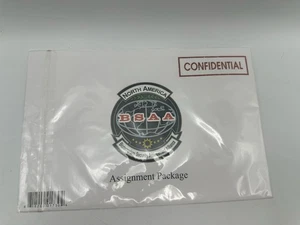 CONFIDENTIAL
NORTH AMERICA
BSAA
Assignment Package